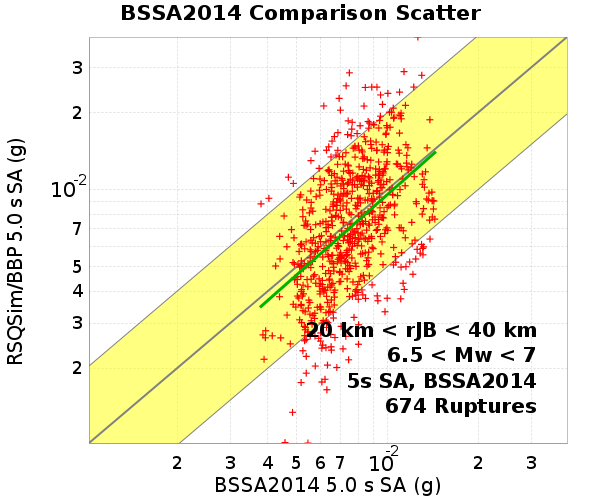 BSSA2014 Comparison Scatter
RSQSim/BBP 5.0 s SA (g)
3
2
10-2
7
5
4
3
2
20 km < rJB < 40 km
6.5 < Mw < 7
5s SA, BSSA2014
674 Ruptures
2 3 4 5 6 7 10-2 2 3
BSSA2014 5.0 s SA (g)